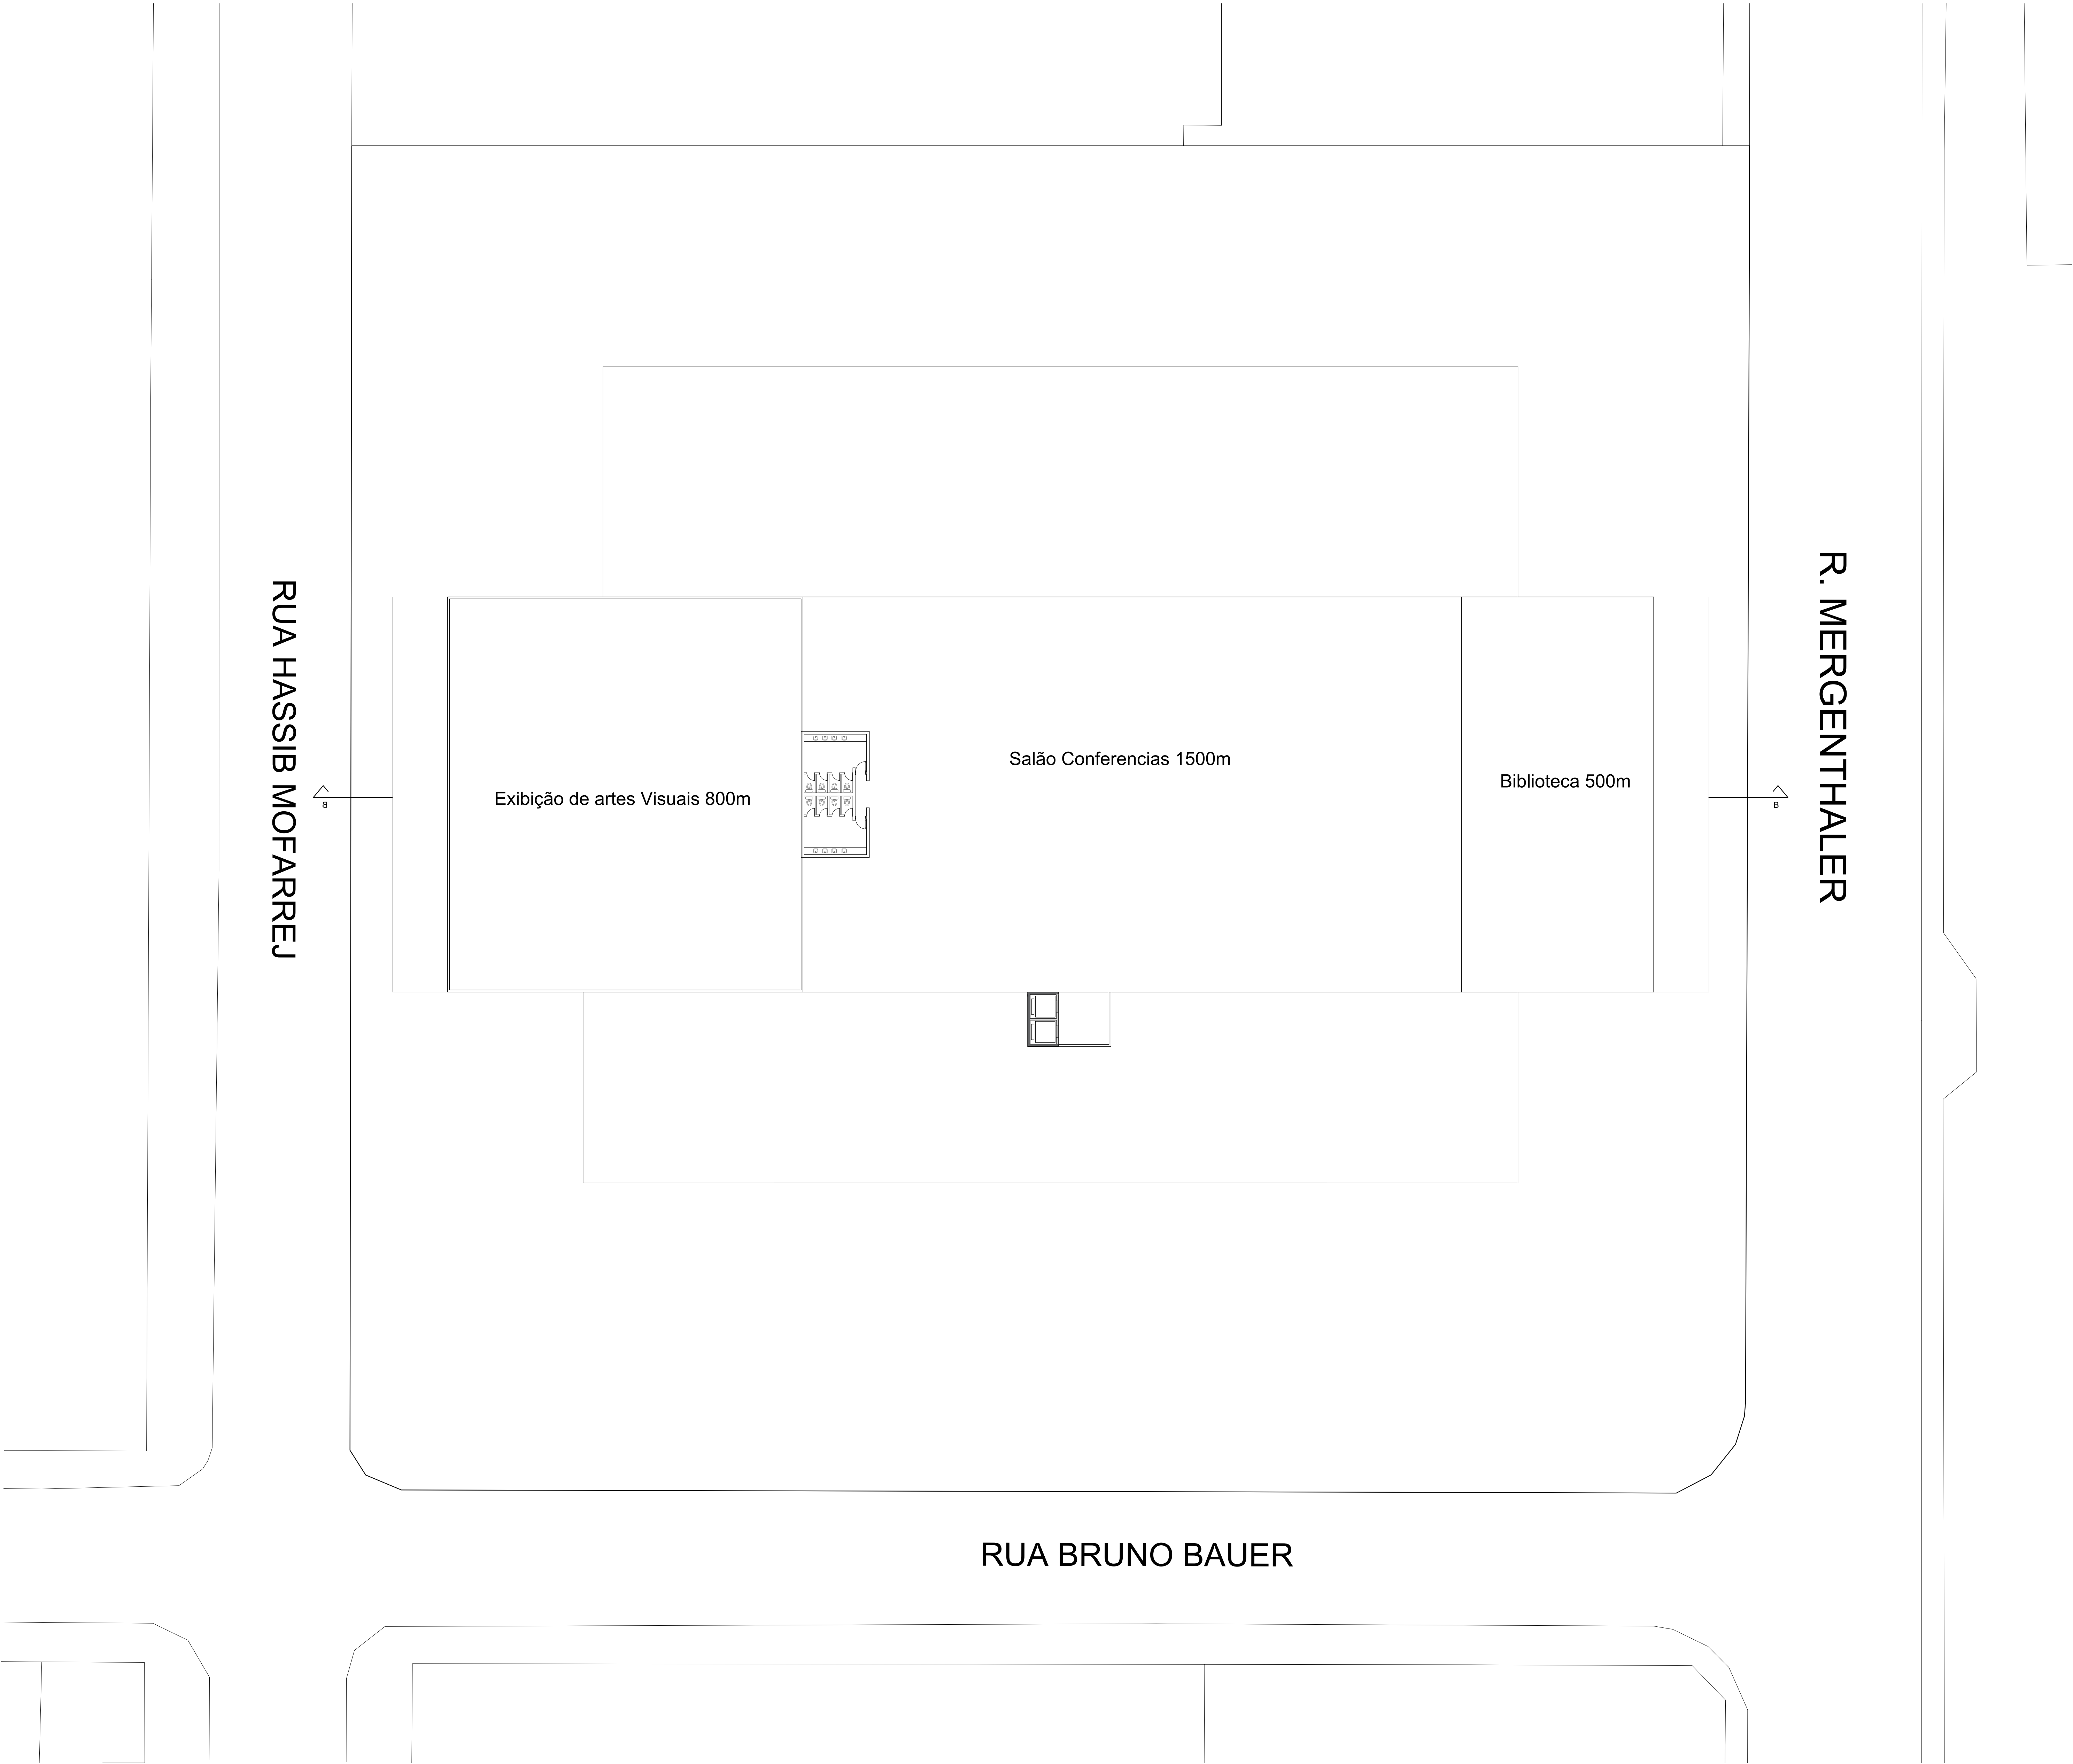 RUA HASSIB MOFARREJ
R. MERGENTHALER
Exibição de artes Visuais 800m
Salão Conferencias 1500m
Biblioteca 500m
B
B
RUA BRUNO BAUER